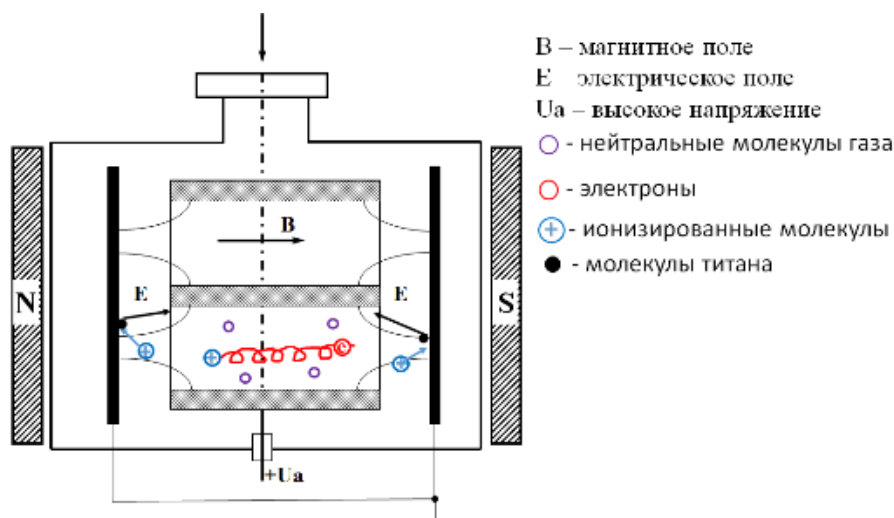 B – магнитное поле
E электрическое поле
Ua – высокое напряжение
- нейтральные молекулы газа
- электроны
- ионизированные молекулы
- молекулы титана
B
E
E
N
S
+
+
+
e
+
+Ua